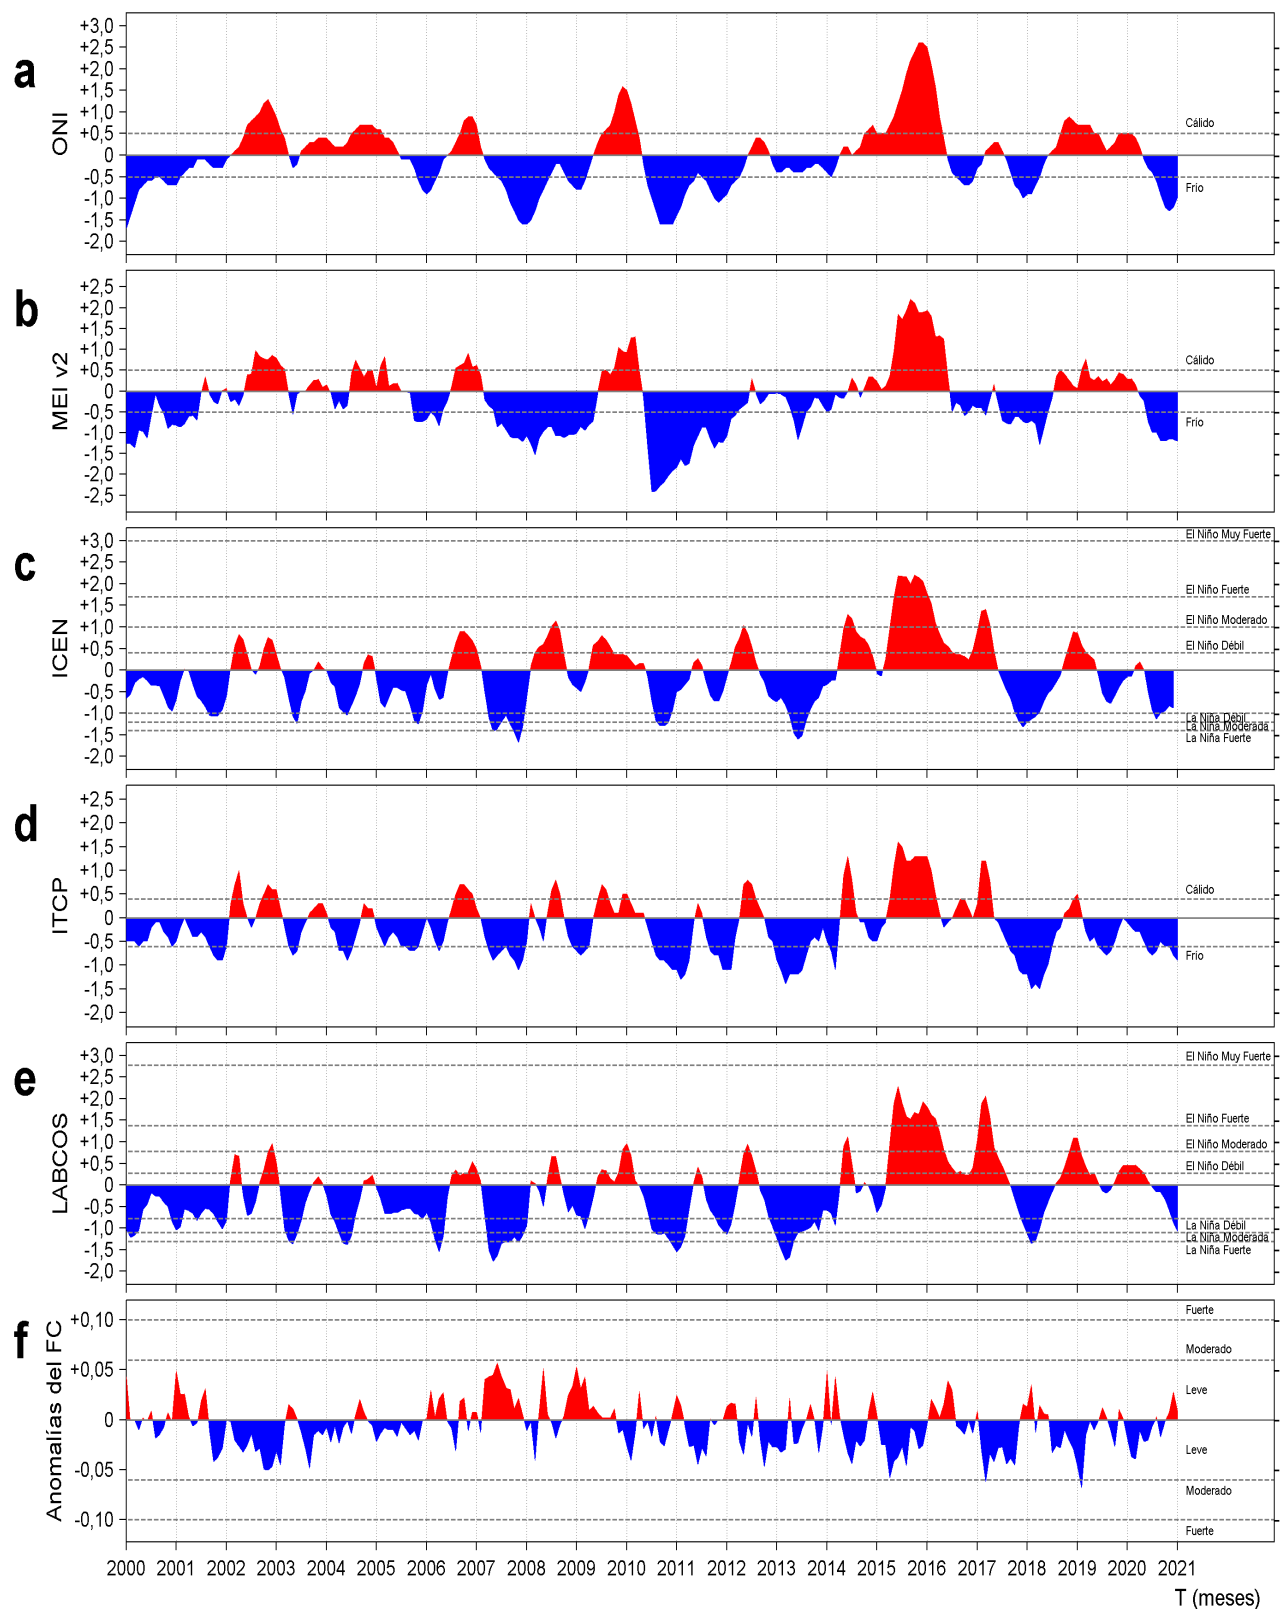 a
ONI
+3,0
+2,5
+2,0
+1,5
+1,0
+0,5
0
-0,5
-1,0
-1,5
-2,0
Cálido
Frío
b
MEI v2
+2,5
+2,0
+1,5
+1,0
+0,5
0
-0,5
-1,0
-1,5
-2,0
-2,5
Cálido
Frío
c
ICEN
+3,0
+2,5
+2,0
+1,5
+1,0
+0,5
0
-0,5
-1,0
-1,5
-2,0
El Niño Muy Fuerte
El Niño Fuerte
El Niño Moderado
El Niño Débil
La Niña Débil
La Niña Moderada
La Niña Fuerte
d
ITCP
+2,5
+2,0
+1,5
+1,0
+0,5
0
-0,5
-1,0
-1,5
-2,0
Cálido
Frío
e
LABCOS
+3,0
+2,5
+2,0
+1,5
+1,0
+0,5
0
-0,5
-1,0
-1,5
-2,0
El Niño Muy Fuerte
El Niño Fuerte
El Niño Moderado
El Niño Débil
La Niña Débil
La Niña Moderada
La Niña Fuerte
f
Anomalías del FC
+0,10
+0,05
0
-0,05
-0,10
Fuerte
Moderado
Leve
Leve
Moderado
Fuerte
2000 2001 2002 2003 2004 2005 2006 2007 2008 2009 2010 2011 2012 2013 2014 2015 2016 2017 2018 2019 2020 2021
T (meses)